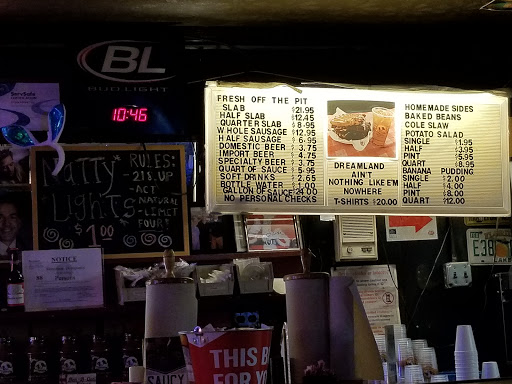 BL
BUD LIGHT
10:46
FRESH OFF THE PIT
SLAB $21.95
HALF SLAB $12.45
QUARTER SLAB $8.95
WHOLE SAUSAGE $12.95
HALF SAUSAGE $6.95
DOMESTIC BEER $3.75
IMPORT BEER $4.75
SPECIALTY BEER $3.75
QUART OF SAUCE $5.95
SOFT DRINKS $2.65
BOTTLE WATER $1.00
GALLON OF SAUCE $24.00
NO PERSONAL CHECKS
DREAMLAND
AIN'T
NOTHING LIKE E'M
NOWHERE
T-SHIRTS $20.00
HOMEMADE SIDES
BAKED BEANS
COLE SLAW
POTATO SALAD
SINGLE $1.95
HALF $3.95
PINT $5.95
QUART $8.95
BANANA PUDDING
SINGLE $2.00
HALF $4.00
PINT $8.00
QUART $12.00
RULES:
- 21 & UP
- ACT
NATURAL
- LIMIT
FOUR!
$1.00
NOTICE
E38
SAUCY
THIS B
FOR Y